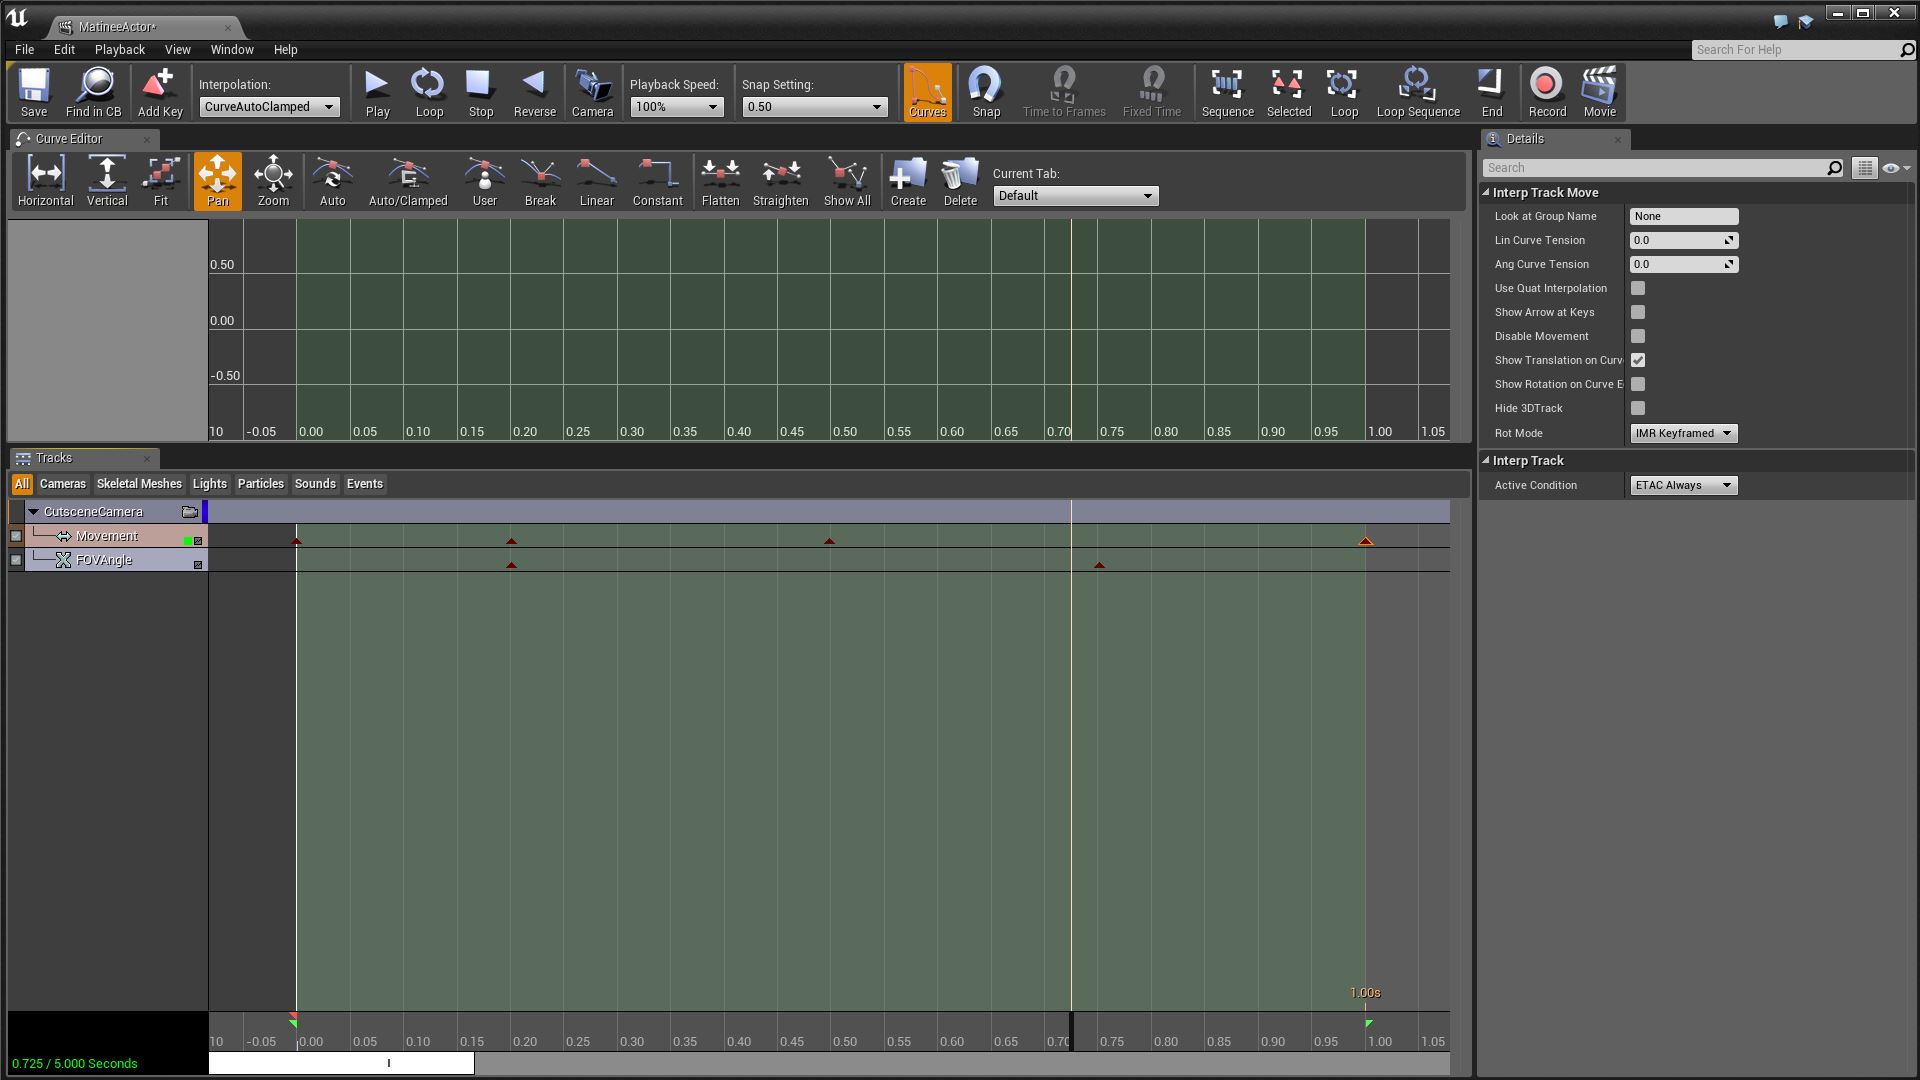 MatineeActor*
File Edit Playback View Window Help
Search For Help
Save Find in CB Add Key Interpolation: CurveAutoClamped Play Loop Stop Reverse Camera Playback Speed: 100% Snap Setting: 0.50 Curves Snap Time to Frames Fixed Time Sequence Selected Loop Loop Sequence End Record Movie
Curve Editor
Horizontal Vertical Fit Pan Zoom Auto Auto/Clamped User Break Linear Constant Flatten Straighten Show All Create Delete Current Tab: Default
0.50
0.00
-0.50
10 -0.05 0.00 0.05 0.10 0.15 0.20 0.25 0.30 0.35 0.40 0.45 0.50 0.55 0.60 0.65 0.70 0.75 0.80 0.85 0.90 0.95 1.00 1.05
Tracks
All Cameras Skeletal Meshes Lights Particles Sounds Events
CutsceneCamera
Movement
FOVAngle
1.00s
10 -0.05 0.00 0.05 0.10 0.15 0.20 0.25 0.30 0.35 0.40 0.45 0.50 0.55 0.60 0.65 0.70 0.75 0.80 0.85 0.90 0.95 1.00 1.05
0.725 / 5.000 Seconds
Details
Search
Interp Track Move
Look at Group Name None
Lin Curve Tension 0.0
Ang Curve Tension 0.0
Use Quat Interpolation
Show Arrow at Keys
Disable Movement
Show Translation on Curv
Show Rotation on Curve E
Hide 3DTrack
Rot Mode IMR Keyframed
Interp Track
Active Condition ETAC Always